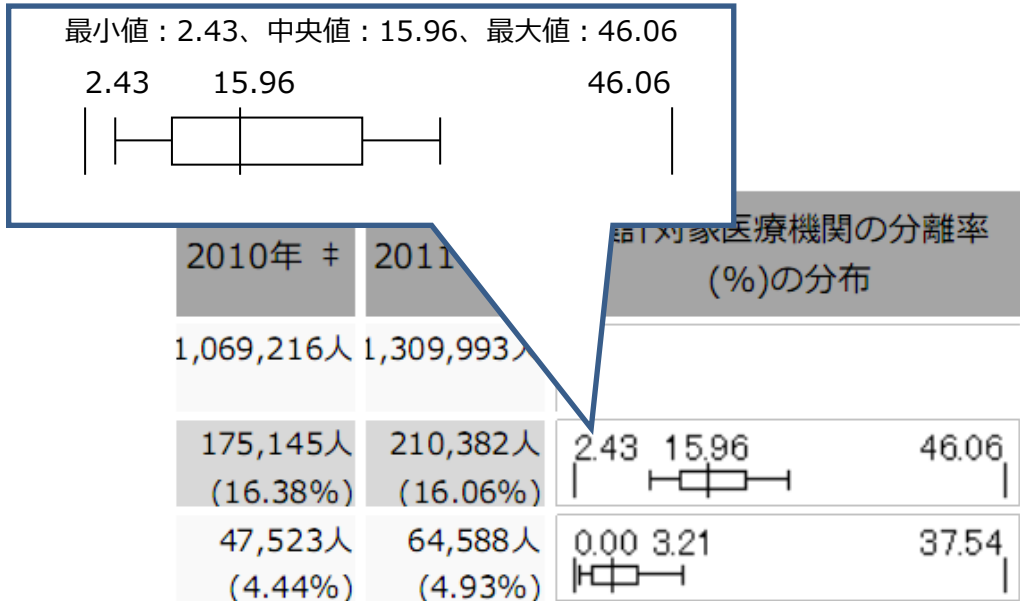 最小値：2.43、中央値：15.96、最大値：46.06
2.43 15.96 46.06
2010年 ‡ 2011 計対象医療機関の分離率
(%)の分布
1,069,216人 1,309,993人
175,145人 210,382人 2.43 15.96 46.06
(16.38%) (16.06%)
47,523人 64,588人 0.00 3.21 37.54
(4.44%) (4.93%)